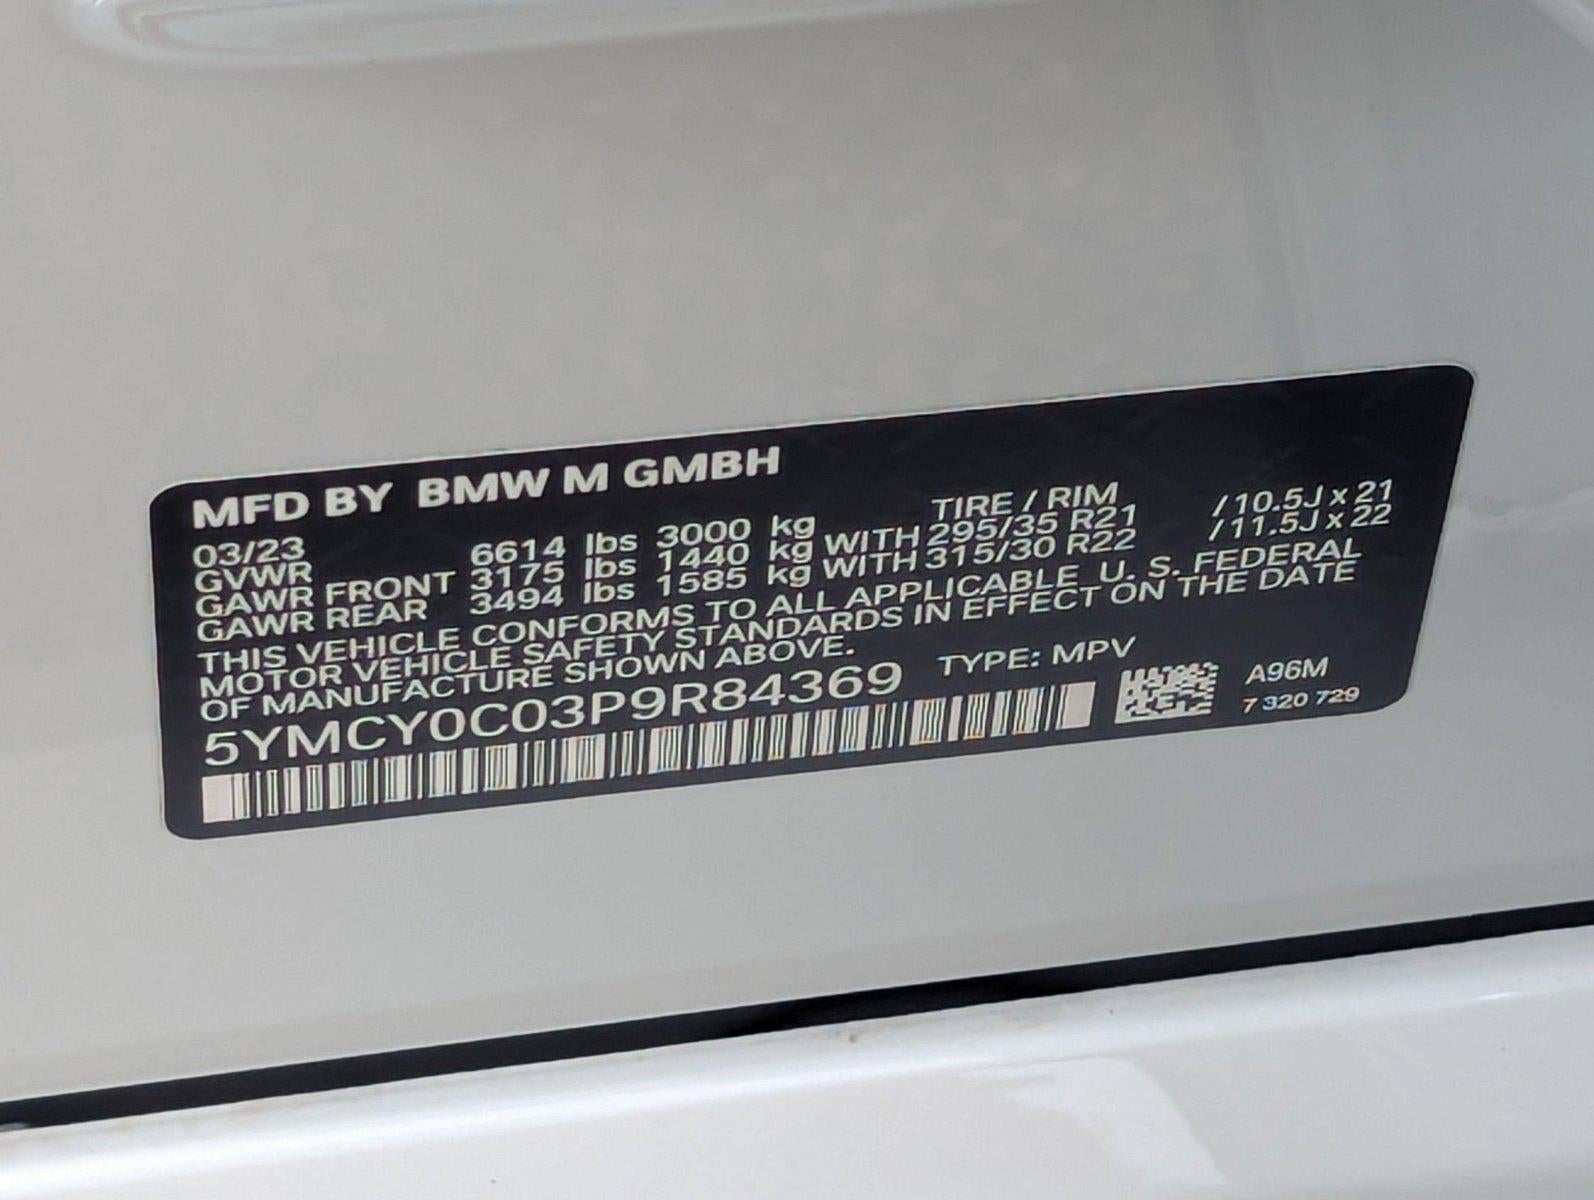 MFD BY BMW M GMBH
03/23 TIRE / RIM
GVWR 6614 lbs 3000 kg
GAWR FRONT 3175 lbs 1440 kg WITH 295/35 R21 /10.5J x 21
GAWR REAR 3494 lbs 1585 kg WITH 315/30 R22 /11.5J x 22
THIS VEHICLE CONFORMS TO ALL APPLICABLE U. S. FEDERAL
MOTOR VEHICLE SAFETY STANDARDS IN EFFECT ON THE DATE
OF MANUFACTURE SHOWN ABOVE.
5YMCY0C03P9R84369 TYPE: MPV
A96M
7 320 729